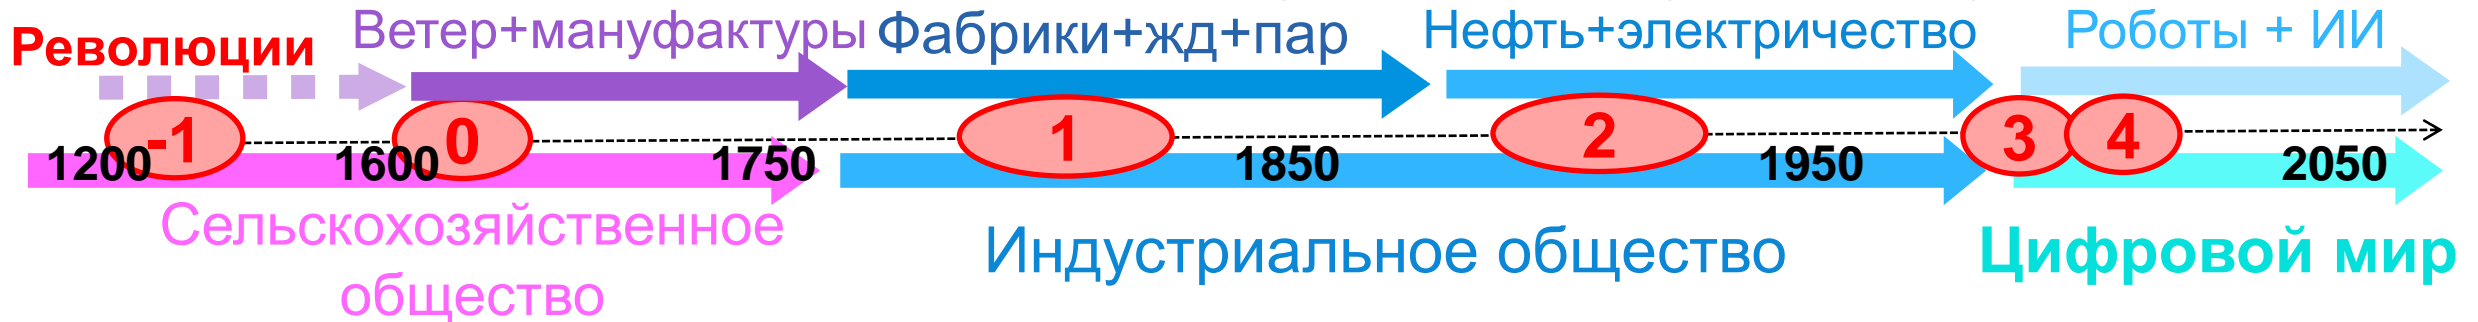 Революции
Ветер+мануфактуры
Фабрики+жд+пар
Нефть+электричество
Роботы + ИИ
-1
0
1
2
3
4
1200
1600
1750
1850
1950
2050
Сельскохозяйственное
общество
Индустриальное общество
Цифровой мир